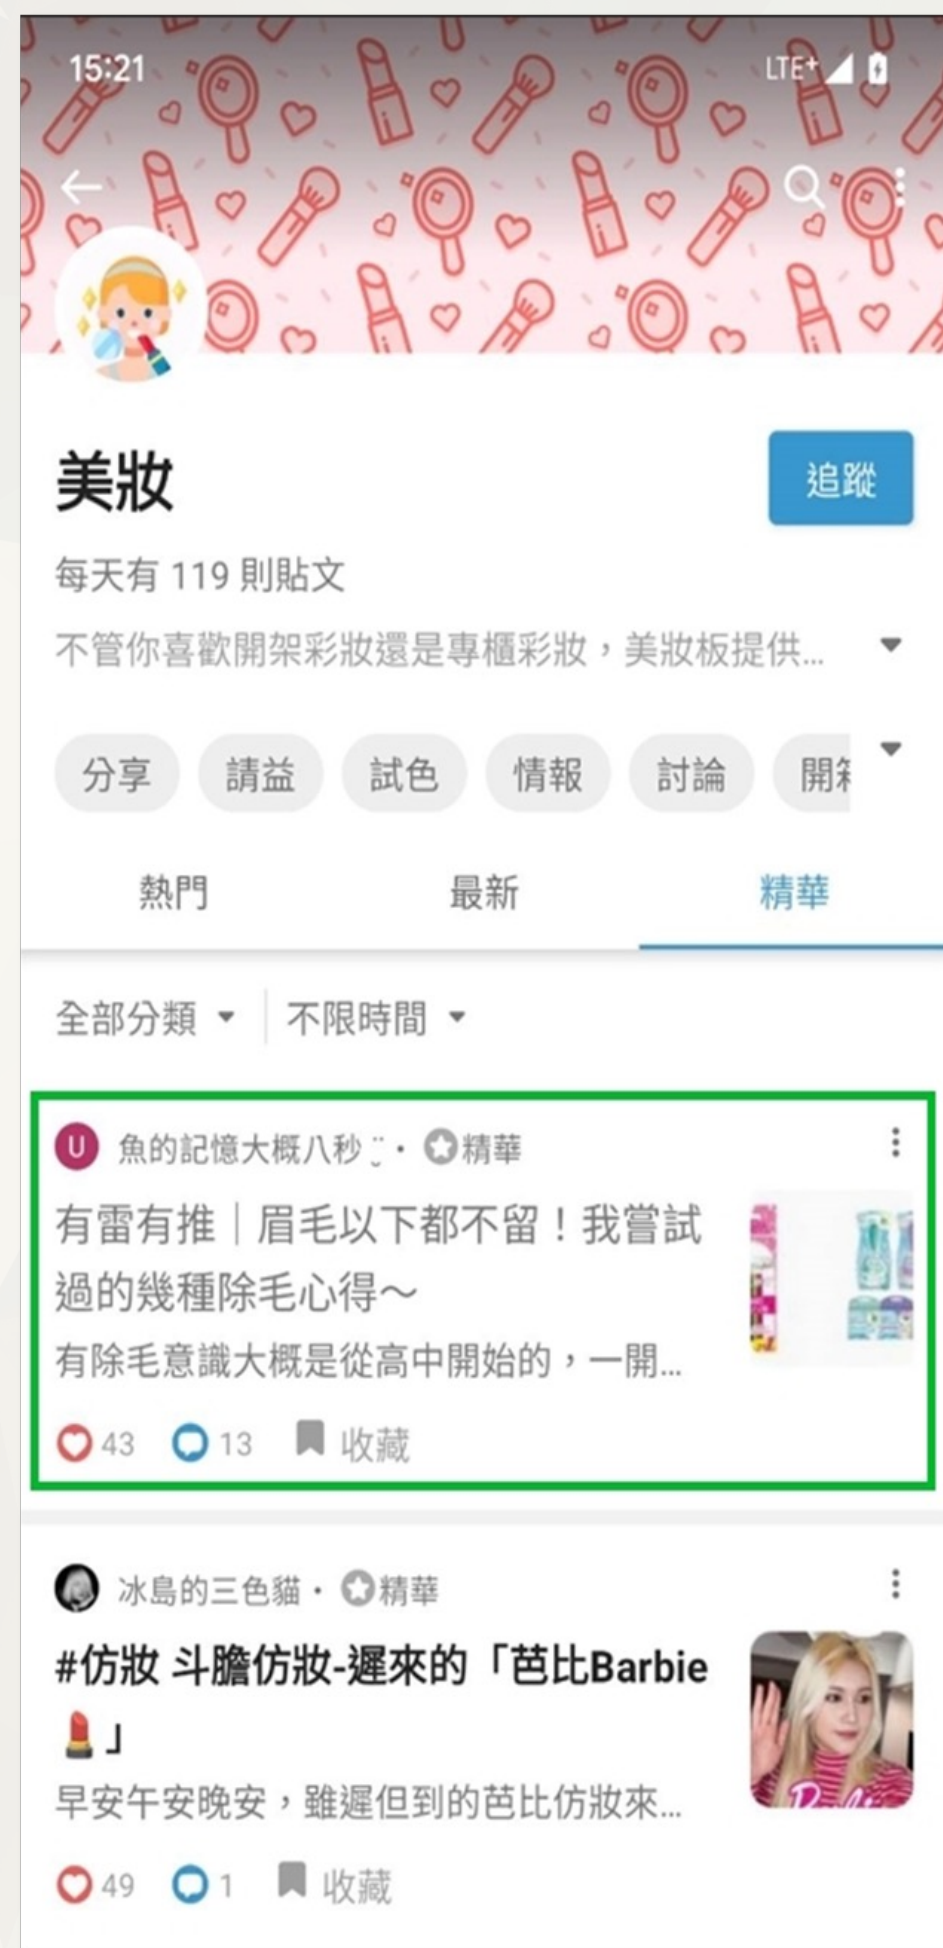 15:21
LTE+
美妝
追蹤
每天有 119 則貼文
不管你喜歡開架彩妝還是專櫃彩妝，美妝板提供...
分享
請益
試色
情報
討論
開箱
熱門
最新
精華
全部分類
不限時間
U
魚的記憶大概八秒 ·
精華
有雷有推｜眉毛以下都不留！我嘗試
過的幾種除毛心得～
有除毛意識大概是從高中開始的，一開...
43
13
收藏
冰島的三色貓 ·
精華
#仿妝 斗膽仿妝-遲來的「芭比Barbie
💄」
早安午安晚安，雖遲但到的芭比仿妝來...
49
1
收藏